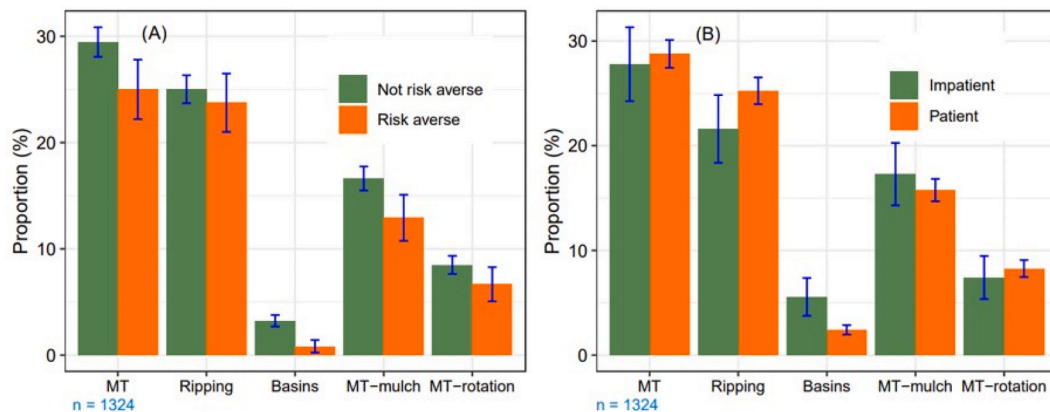 Proportion (%)
30
20
10
0
(A)
Not risk averse
Risk averse
MT Ripping Basins MT-mulch MT-rotation
n = 1324
Proportion (%)
30
20
10
0
(B)
Impatient
Patient
MT Ripping Basins MT-mulch MT-rotation
n = 1324